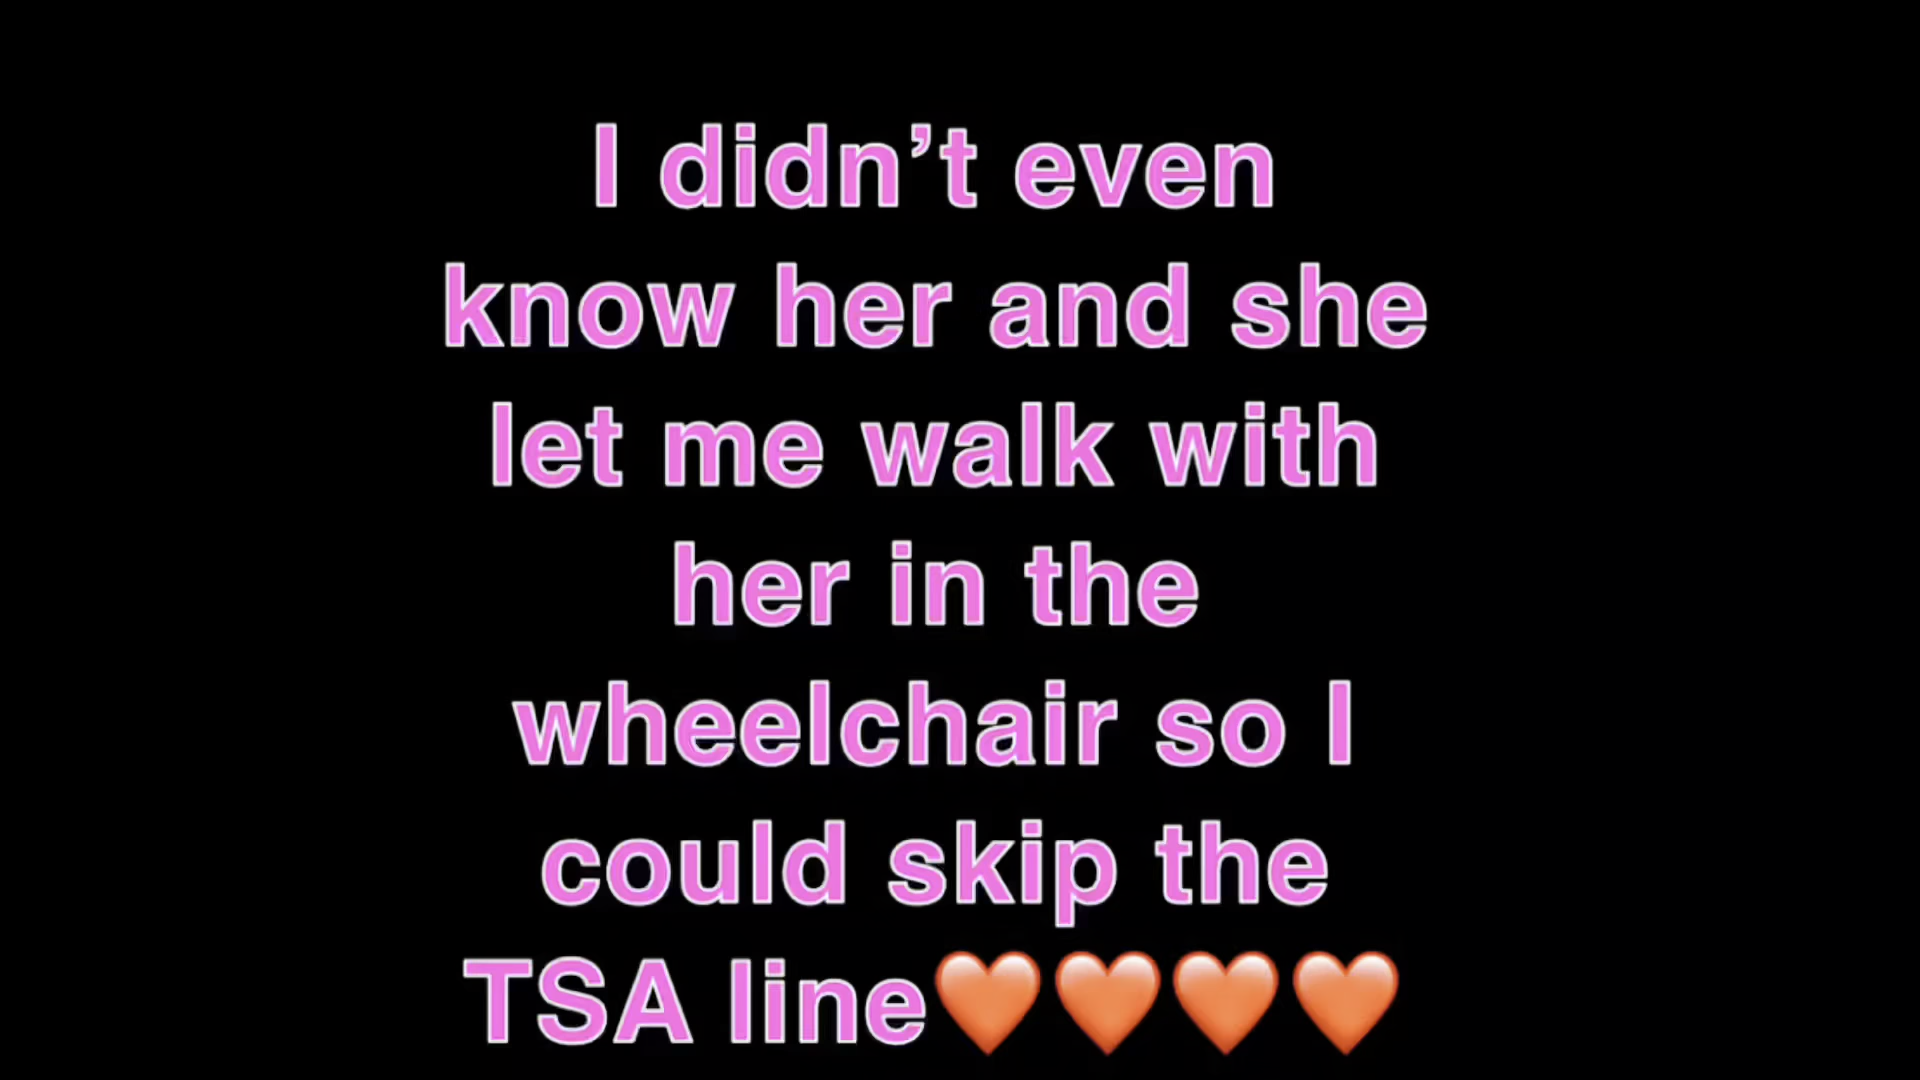 I didn’t even
know her and she
let me walk with
her in the
wheelchair so I
could skip the
TSA line🧡🧡🧡🧡